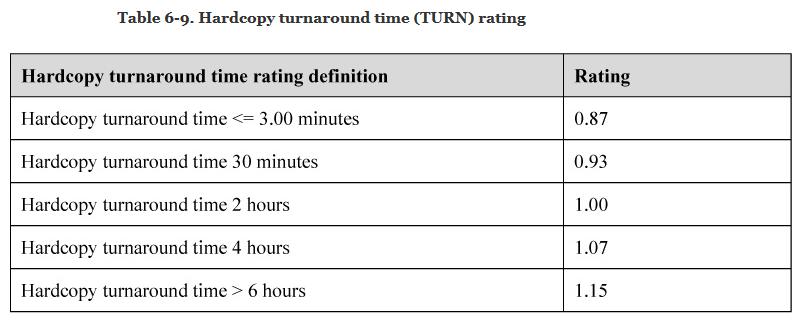 Table 6-9. Hardcopy turnaround time (TURN) rating
Hardcopy turnaround time rating definition Rating
Hardcopy turnaround time <= 3.00 minutes 0.87
Hardcopy turnaround time 30 minutes 0.93
Hardcopy turnaround time 2 hours 1.00
Hardcopy turnaround time 4 hours 1.07
Hardcopy turnaround time > 6 hours 1.15